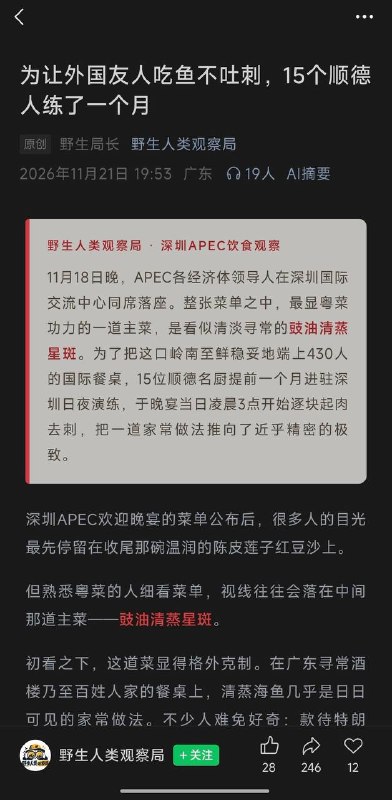 为让外国友人吃鱼不吐刺，15个顺德
人练了一个月
原创 野生局长 野生人类观察局
2026年11月21日 19:53 广东 19人 AI摘要
野生人类观察局 · 深圳APEC饮食观察
11月18日晚，APEC各经济体领导人在深圳国际
交流中心同席落座。整张菜单之中，最显粤菜
功力的一道主菜，是看似清淡寻常的豉油清蒸
星斑。为了把这口岭南至鲜稳妥地端上430人
的国际餐桌，15位顺德名厨提前一个月进驻深
圳日夜演练，于晚宴当日凌晨3点开始逐块起肉
去刺，把一道家常做法推向了近乎精密的极
致。
深圳APEC欢迎晚宴的菜单公布后，很多人的目光
最先停留在收尾那碗温润的陈皮莲子红豆沙上。
但熟悉粤菜的人细看菜单，视线往往会落在中间
那道主菜——豉油清蒸星斑。
初看之下，这道菜显得格外克制。在广东寻常酒
楼乃至百姓人家的餐桌上，清蒸海鱼几乎是日日
可见的家常做法。不少人难免好奇：款待特朗
野生人类观察局 +关注 28 246 12